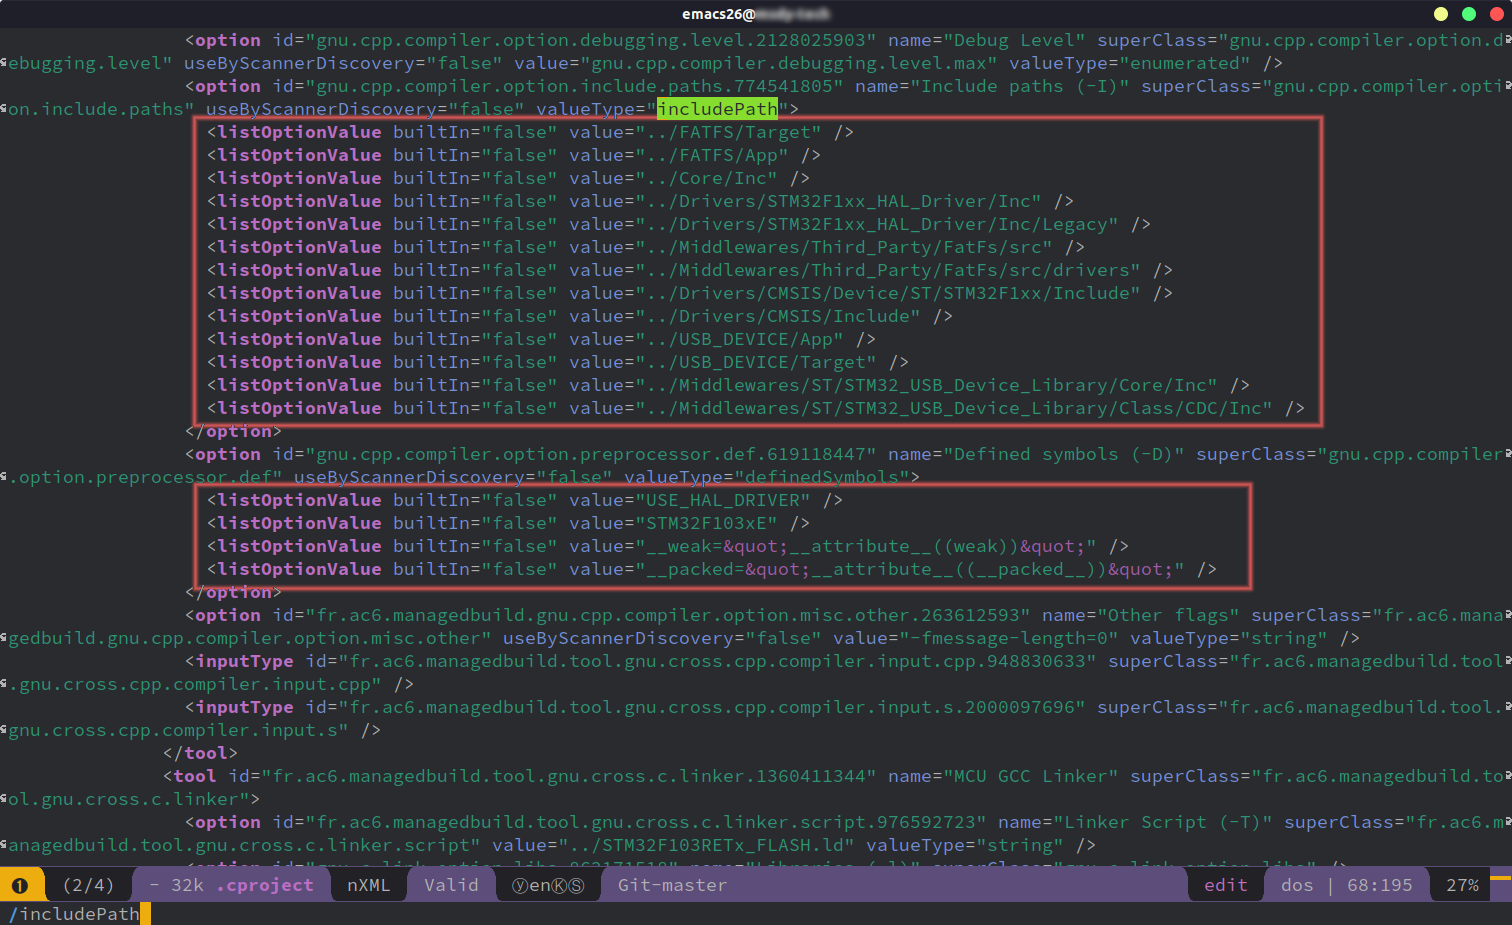 emacs26@
<option id="gnu.cpp.compiler.option.debugging.level.2128025903" name="Debug Level" superClass="gnu.cpp.compiler.option.d
ebugging.level" useByScannerDiscovery="false" value="gnu.cpp.compiler.debugging.level.max" valueType="enumerated" />
<option id="gnu.cpp.compiler.option.include.paths.774541805" name="Include paths (-I)" superClass="gnu.cpp.compiler.opti
on.include.paths" useByScannerDiscovery="false" valueType="includePath">
<listOptionValue builtIn="false" value="../FATFS/Target" />
<listOptionValue builtIn="false" value="../FATFS/App" />
<listOptionValue builtIn="false" value="../Core/Inc" />
<listOptionValue builtIn="false" value="../Drivers/STM32F1xx_HAL_Driver/Inc" />
<listOptionValue builtIn="false" value="../Drivers/STM32F1xx_HAL_Driver/Inc/Legacy" />
<listOptionValue builtIn="false" value="../Middlewares/Third_Party/FatFs/src" />
<listOptionValue builtIn="false" value="../Middlewares/Third_Party/FatFs/src/drivers" />
<listOptionValue builtIn="false" value="../Drivers/CMSIS/Device/ST/STM32F1xx/Include" />
<listOptionValue builtIn="false" value="../Drivers/CMSIS/Include" />
<listOptionValue builtIn="false" value="../USB_DEVICE/App" />
<listOptionValue builtIn="false" value="../USB_DEVICE/Target" />
<listOptionValue builtIn="false" value="../Middlewares/ST/STM32_USB_Device_Library/Core/Inc" />
<listOptionValue builtIn="false" value="../Middlewares/ST/STM32_USB_Device_Library/Class/CDC/Inc" />
</option>
<option id="gnu.cpp.compiler.option.preprocessor.def.619118447" name="Defined symbols (-D)" superClass="gnu.cpp.compiler
.option.preprocessor.def" useByScannerDiscovery="false" valueType="definedSymbols">
<listOptionValue builtIn="false" value="USE_HAL_DRIVER" />
<listOptionValue builtIn="false" value="STM32F103xE" />
<listOptionValue builtIn="false" value="__weak=&quot;__attribute__((weak))&quot;" />
<listOptionValue builtIn="false" value="__packed=&quot;__attribute__((__packed__))&quot;" />
</option>
<option id="fr.ac6.managedbuild.gnu.cpp.compiler.option.misc.other.263612593" name="Other flags" superClass="fr.ac6.mana
gedbuild.gnu.cpp.compiler.option.misc.other" useByScannerDiscovery="false" value="-fmessage-length=0" valueType="string" />
<inputType id="fr.ac6.managedbuild.tool.gnu.cross.cpp.compiler.input.cpp.948830633" superClass="fr.ac6.managedbuild.tool
.gnu.cross.cpp.compiler.input.cpp" />
<inputType id="fr.ac6.managedbuild.tool.gnu.cross.cpp.compiler.input.s.2000097696" superClass="fr.ac6.managedbuild.tool.
gnu.cross.cpp.compiler.input.s" />
</tool>
<tool id="fr.ac6.managedbuild.tool.gnu.cross.c.linker.1360411344" name="MCU GCC Linker" superClass="fr.ac6.managedbuild.to
ol.gnu.cross.c.linker">
<option id="fr.ac6.managedbuild.tool.gnu.cross.c.linker.script.976592723" name="Linker Script (-T)" superClass="fr.ac6.m
anagedbuild.tool.gnu.cross.c.linker.script" value="../STM32F103RETx_FLASH.ld" valueType="string" />
❶ (2/4) - 32k .cproject nXML Valid ⓨenⓀⓈ Git-master edit dos | 68:195 27%
/includePath